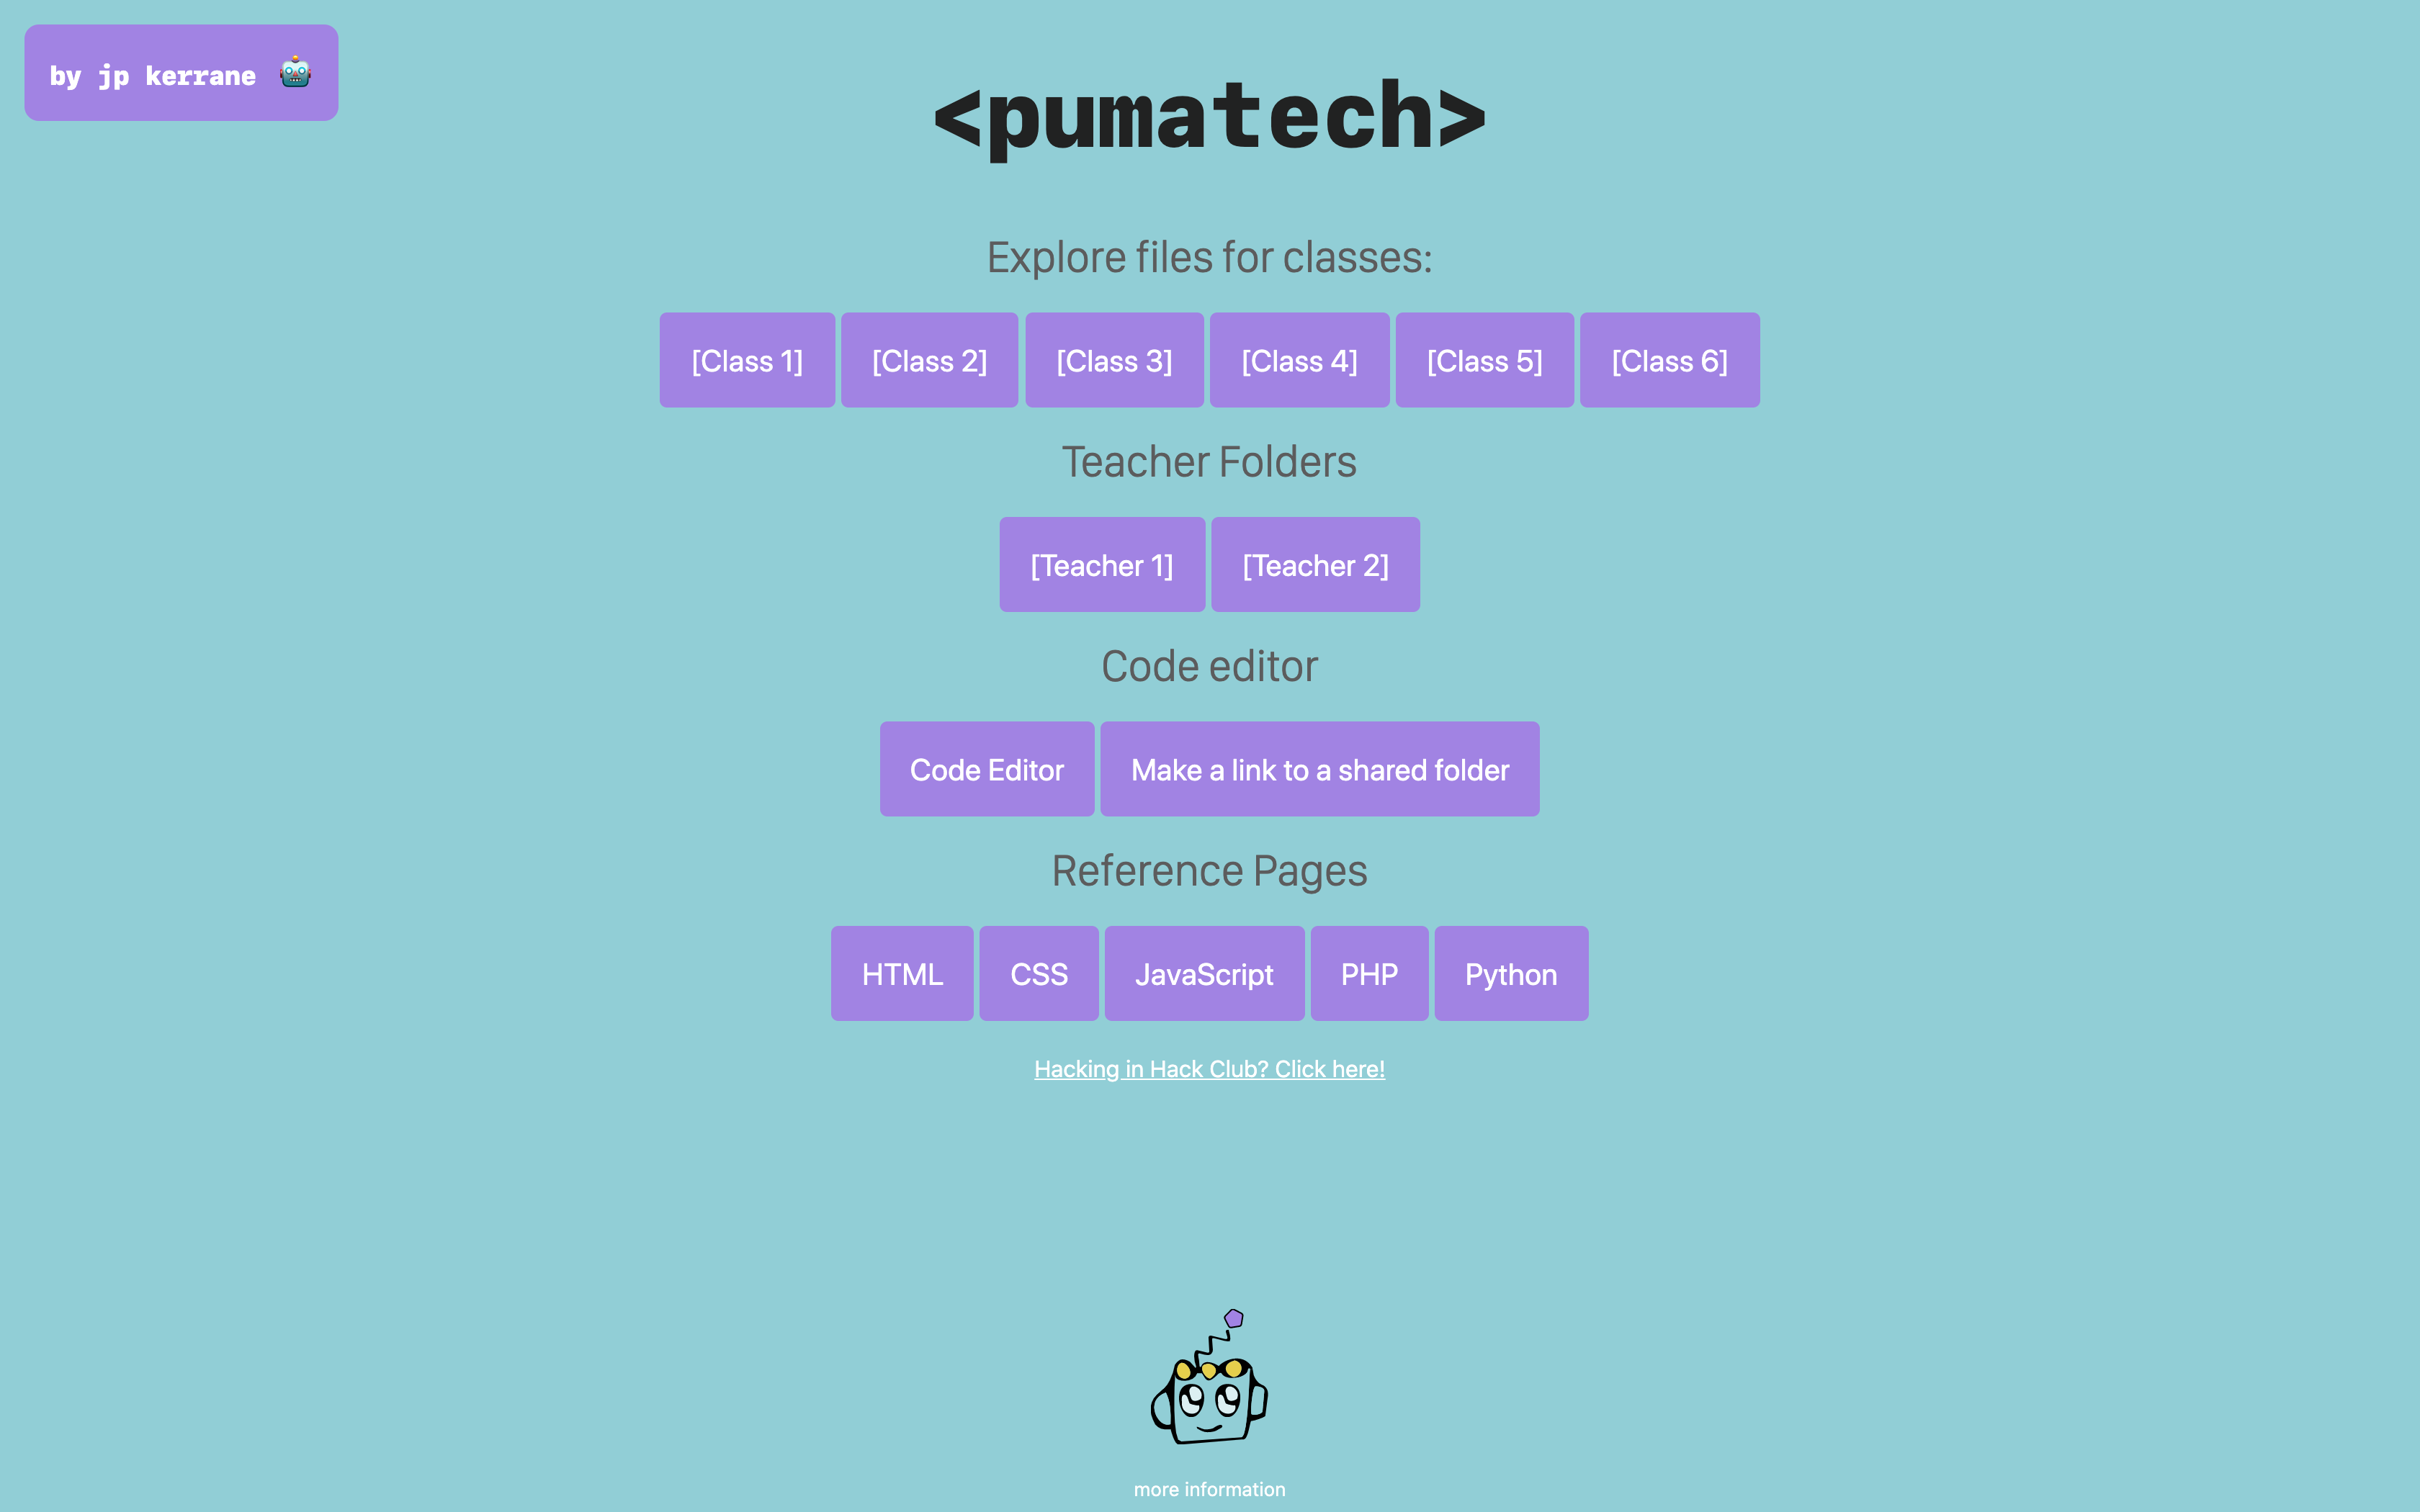 by jp kerrane 🤖
<pumatech>
Explore files for classes:
[Class 1] [Class 2] [Class 3] [Class 4] [Class 5] [Class 6]
Teacher Folders
[Teacher 1] [Teacher 2]
Code editor
Code Editor Make a link to a shared folder
Reference Pages
HTML CSS JavaScript PHP Python
Hacking in Hack Club? Click here!
more information